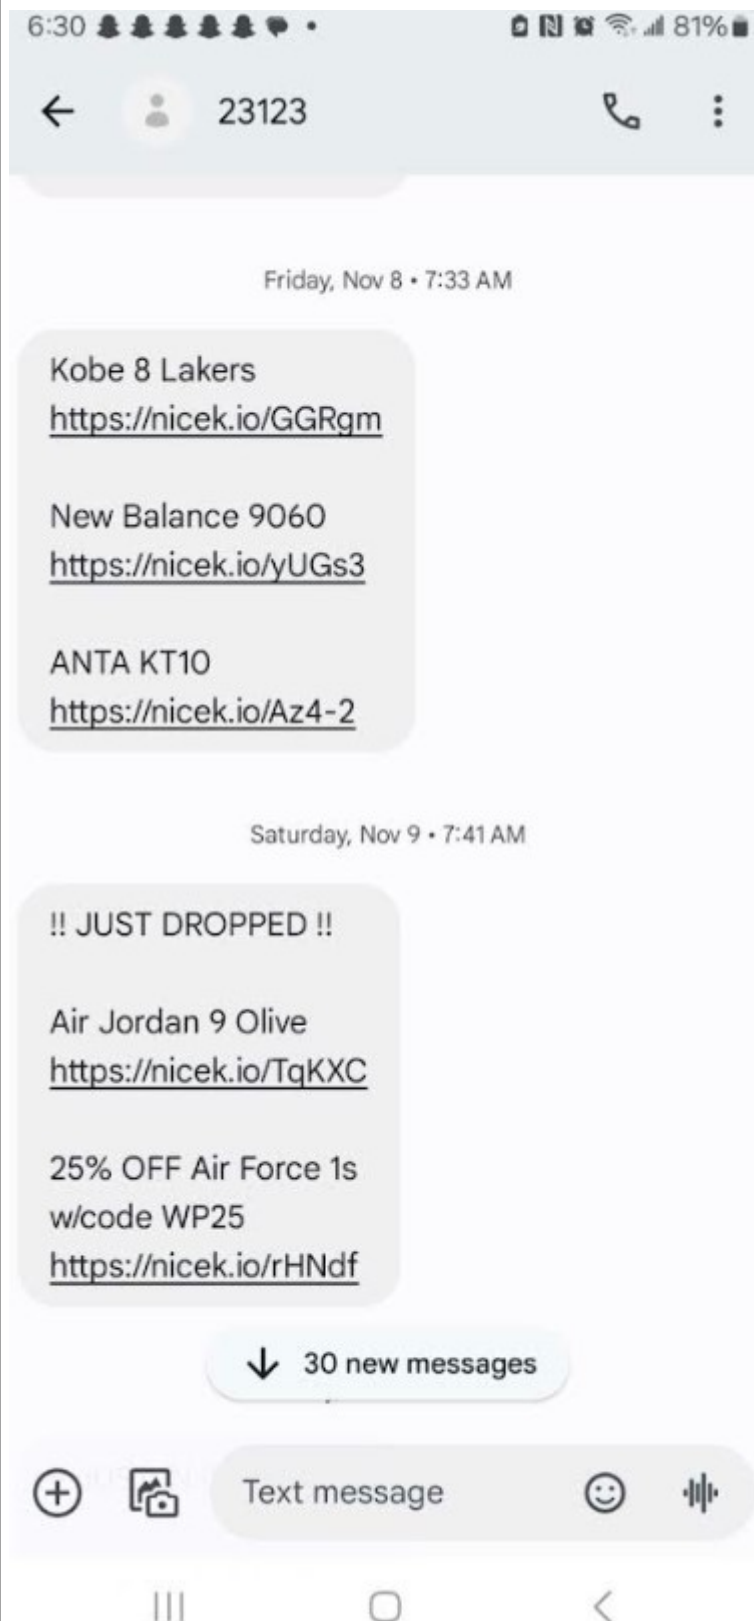 6:30
81%
23123
Friday, Nov 8 • 7:33 AM
Kobe 8 Lakers
https://nicek.io/GGRgm
New Balance 9060
https://nicek.io/yUGs3
ANTA KT10
https://nicek.io/Az4-2
Saturday, Nov 9 • 7:41 AM
!! JUST DROPPED !!
Air Jordan 9 Olive
https://nicek.io/TqKXC
25% OFF Air Force 1s
w/code WP25
https://nicek.io/rHNdf
30 new messages
Text message